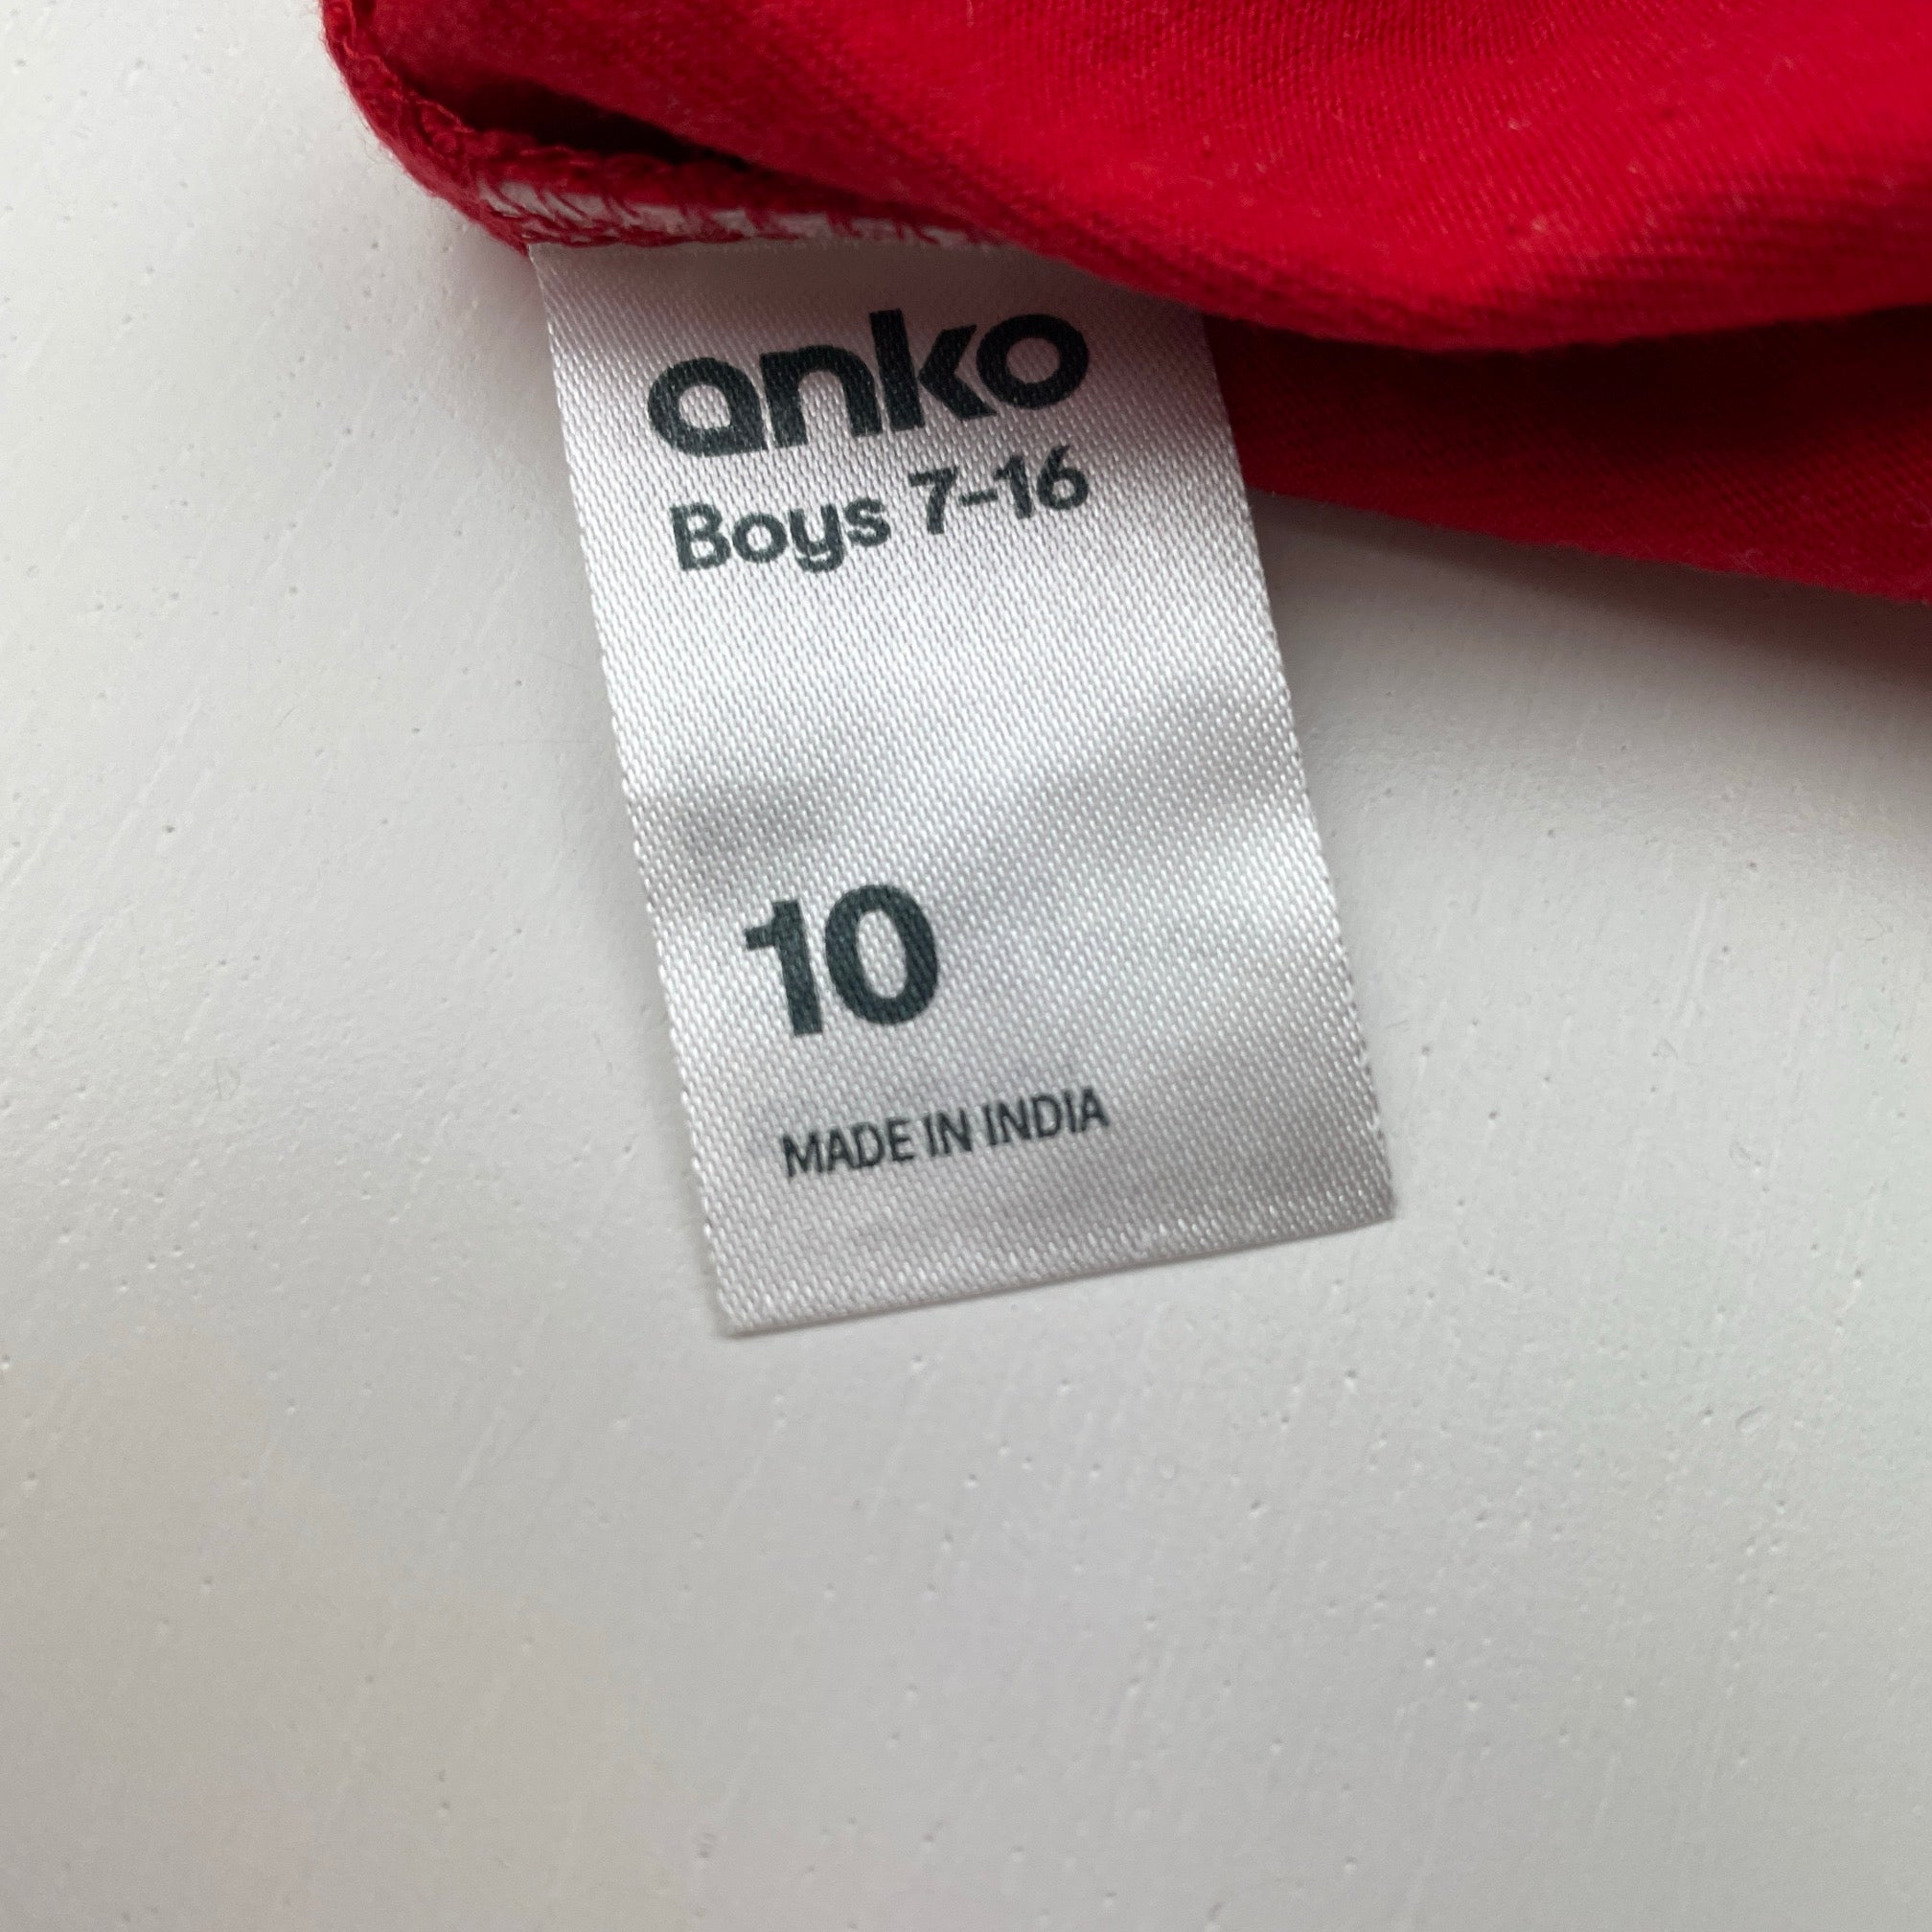 anko
Boys 7-16
10
MADE IN INDIA